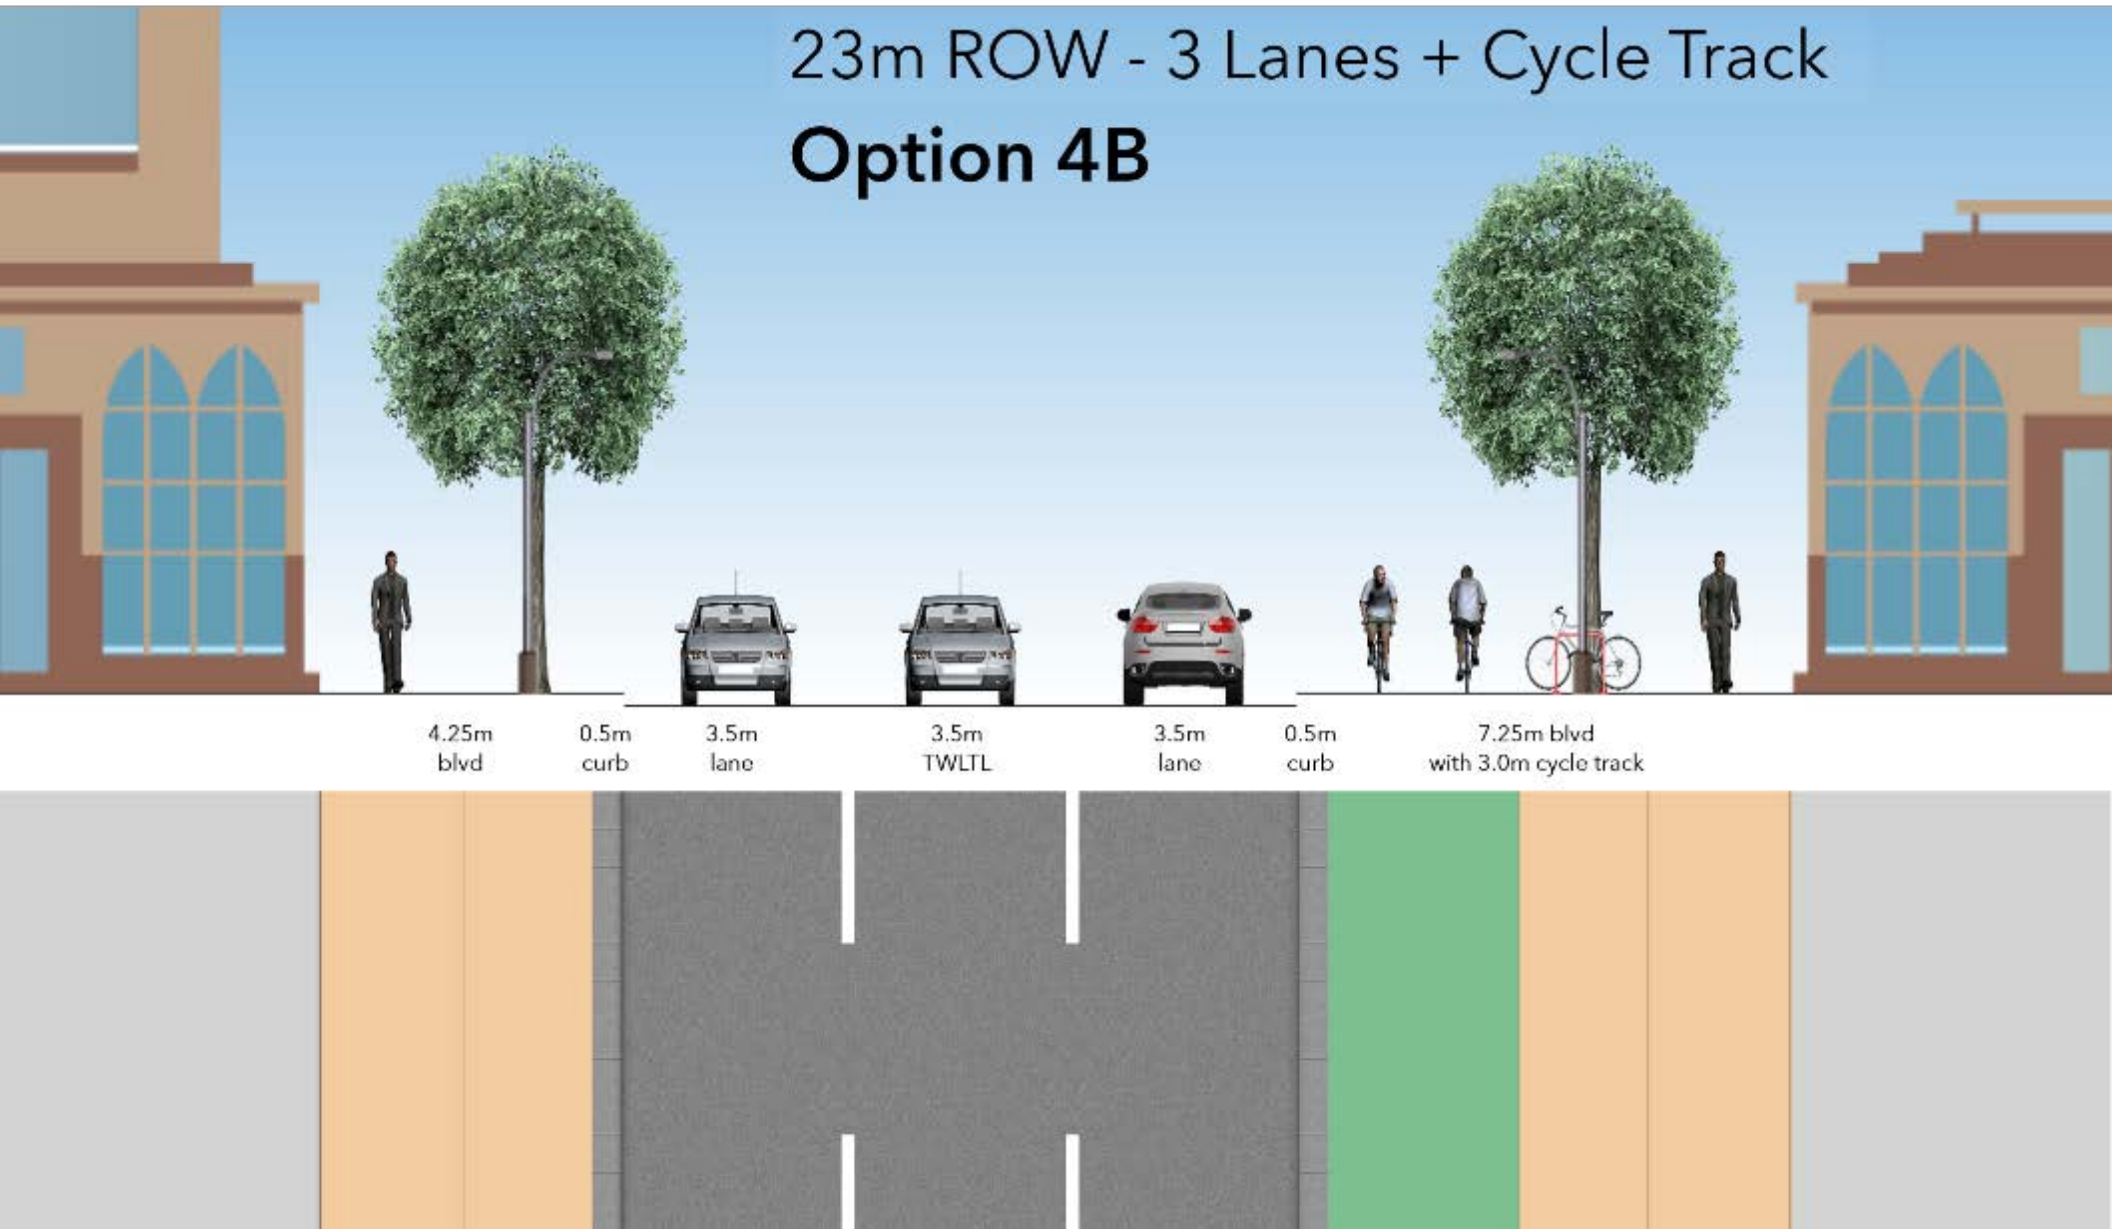 23m ROW - 3 Lanes + Cycle Track
Option 4B
4.25m
blvd
0.5m
curb
3.5m
lane
3.5m
TWLTL
3.5m
lane
0.5m
curb
7.25m blvd
with 3.0m cycle track